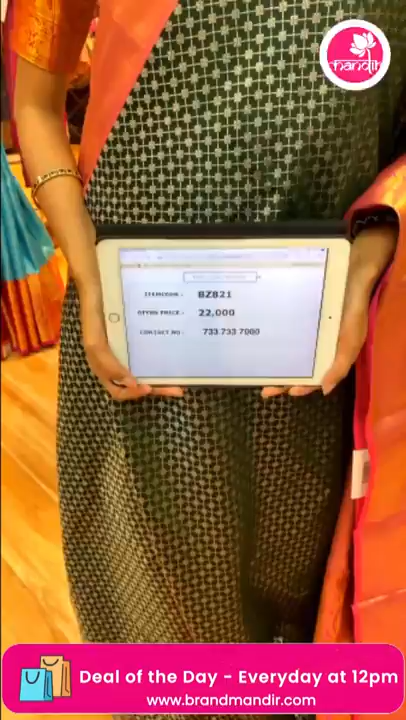 mandir
ITEMCODE : BZ821
OFFER PRICE : 22,000
CONTACT NO : 733 733 7000
Deal of the Day - Everyday at 12pm
www.brandmandir.com